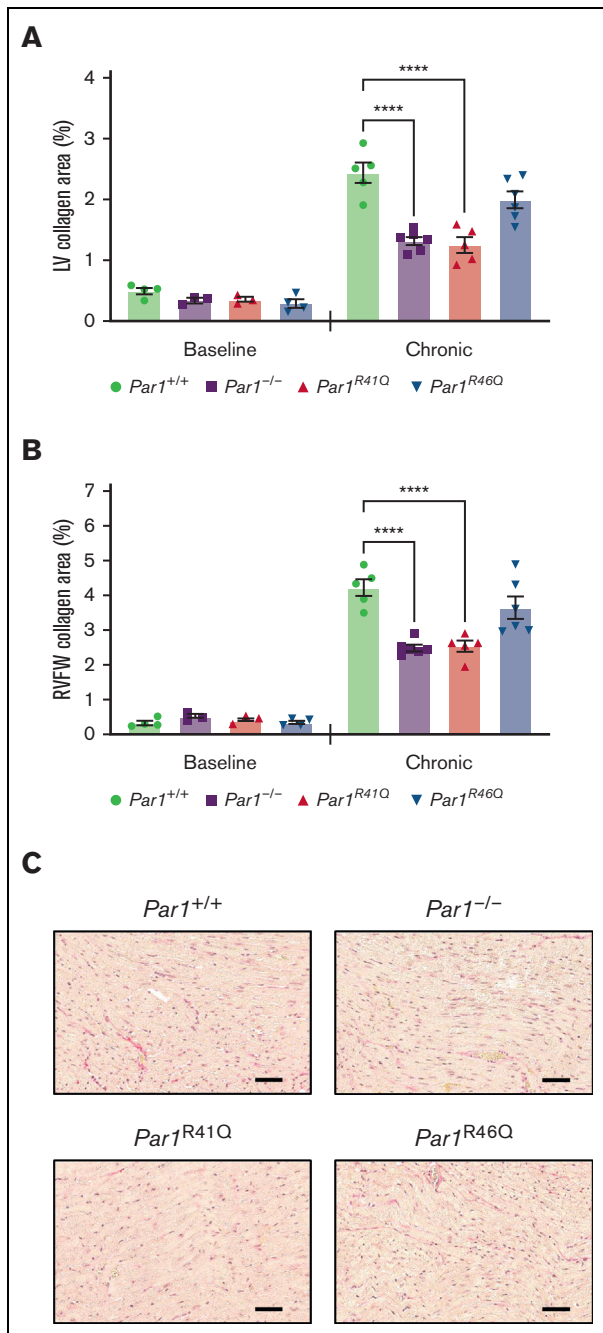 A
LV collagen area (%)
4
3
2
1
0
****
****
Baseline Chronic
● Par1+/+ ■ Par1−/− ▲ Par1R41Q ▼ Par1R46Q
B
RVFW collagen area (%)
7
6
5
4
3
2
1
0
****
****
Baseline Chronic
● Par1+/+ ■ Par1−/− ▲ Par1R41Q ▼ Par1R46Q
C
Par1+/+ Par1−/−
Par1R41Q Par1R46Q